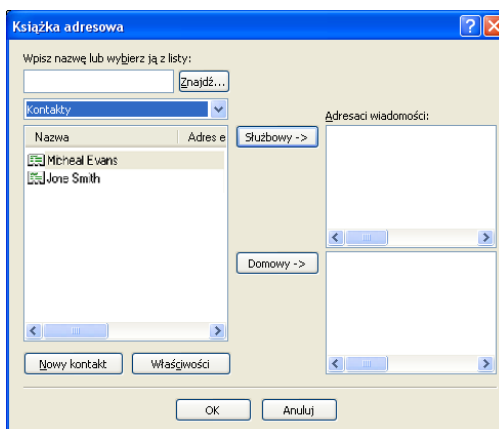 Książka adresowa
Wpisz nazwę lub wybierz ją z listy:
Znajdź...
Kontakty
Adresaci wiadomości:
Nazwa Adres e
Służbowy ->
Micheal Evans
Jone Smith
Domowy ->
Nowy kontakt Właściwości
OK Anuluj